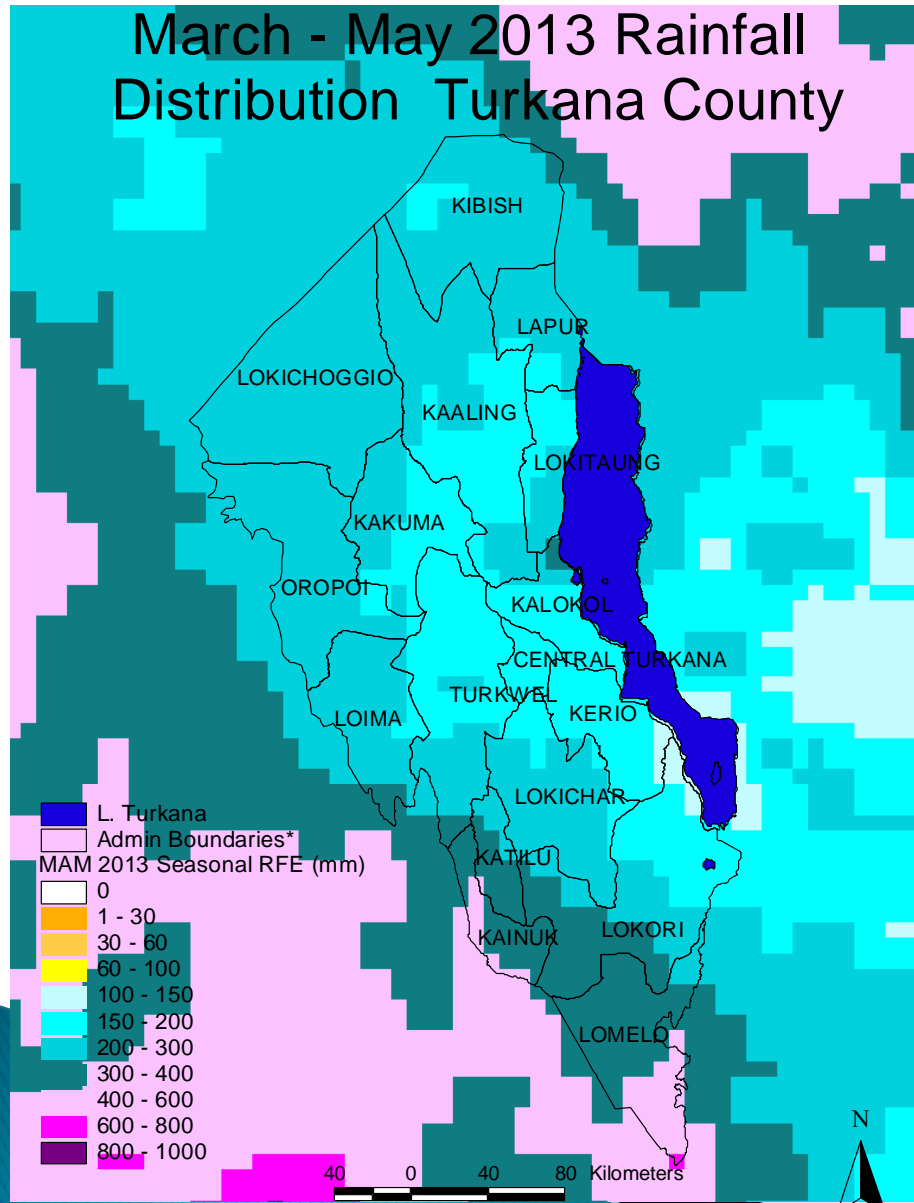 March - May 2013 Rainfall
Distribution Turkana County
KIBISH
LAPUR
LOKICHOGGIO
KAALING
LOKITAUNG
KAKUMA
OROPOI
KALOKOL
CENTRAL TURKANA
TURKWEL
KERIO
LOIMA
LOKICHAR
KATILU
KAINUK
LOKORI
LOMELO
L. Turkana
Admin Boundaries*
MAM 2013 Seasonal RFE (mm)
0
1 - 30
30 - 60
60 - 100
100 - 150
150 - 200
200 - 300
300 - 400
400 - 600
600 - 800
800 - 1000
40 0 40 80 Kilometers
N